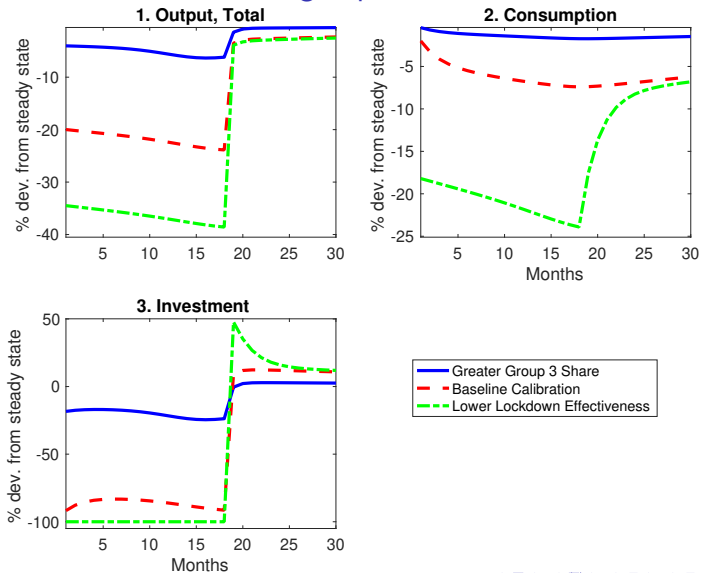 1. Output, Total
% dev. from steady state
-10
-20
-30
-40
5 10 15 20 25 30
2. Consumption
% dev. from steady state
-5
-10
-15
-20
-25
5 10 15 20 25 30
Months
3. Investment
% dev. from steady state
50
0
-50
-100
5 10 15 20 25 30
Months
Greater Group 3 Share
Baseline Calibration
Lower Lockdown Effectiveness